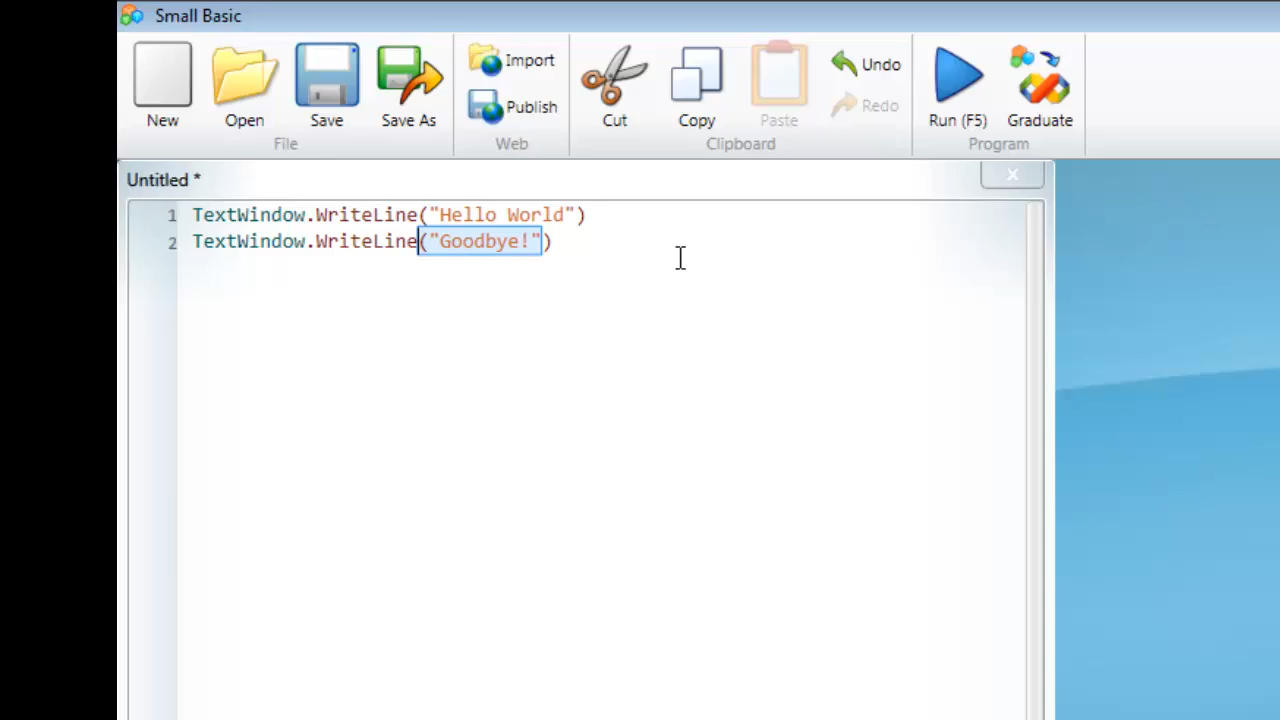 Small Basic
New Open Save Save As Import Publish Cut Copy Paste Undo Redo Run (F5) Graduate
File Web Clipboard Program
Untitled *
1 TextWindow.WriteLine("Hello World")
2 TextWindow.WriteLine("Goodbye!")